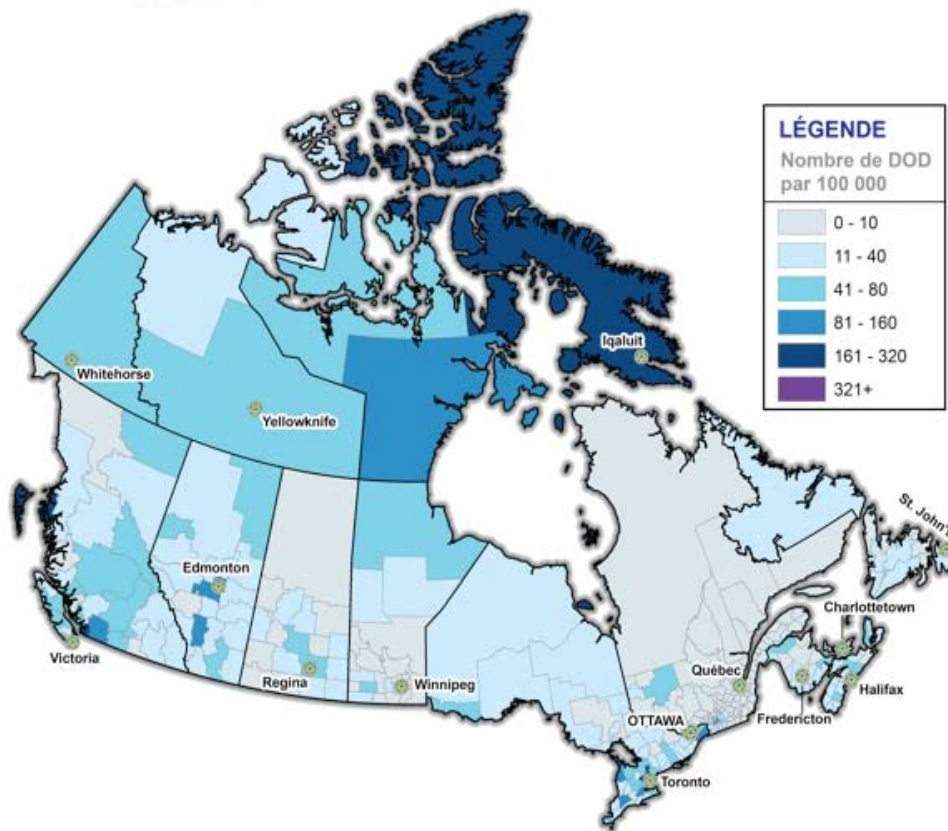 LÉGENDE
Nombre de DOD
par 100 000
0 - 10
11 - 40
41 - 80
81 - 160
161 - 320
321+
Iqaluit
Whitehorse
Yellowknife
St. John's
Edmonton
Charlottetown
Victoria
Regina
Winnipeg
Québec
Halifax
OTTAWA
Fredericton
Toronto